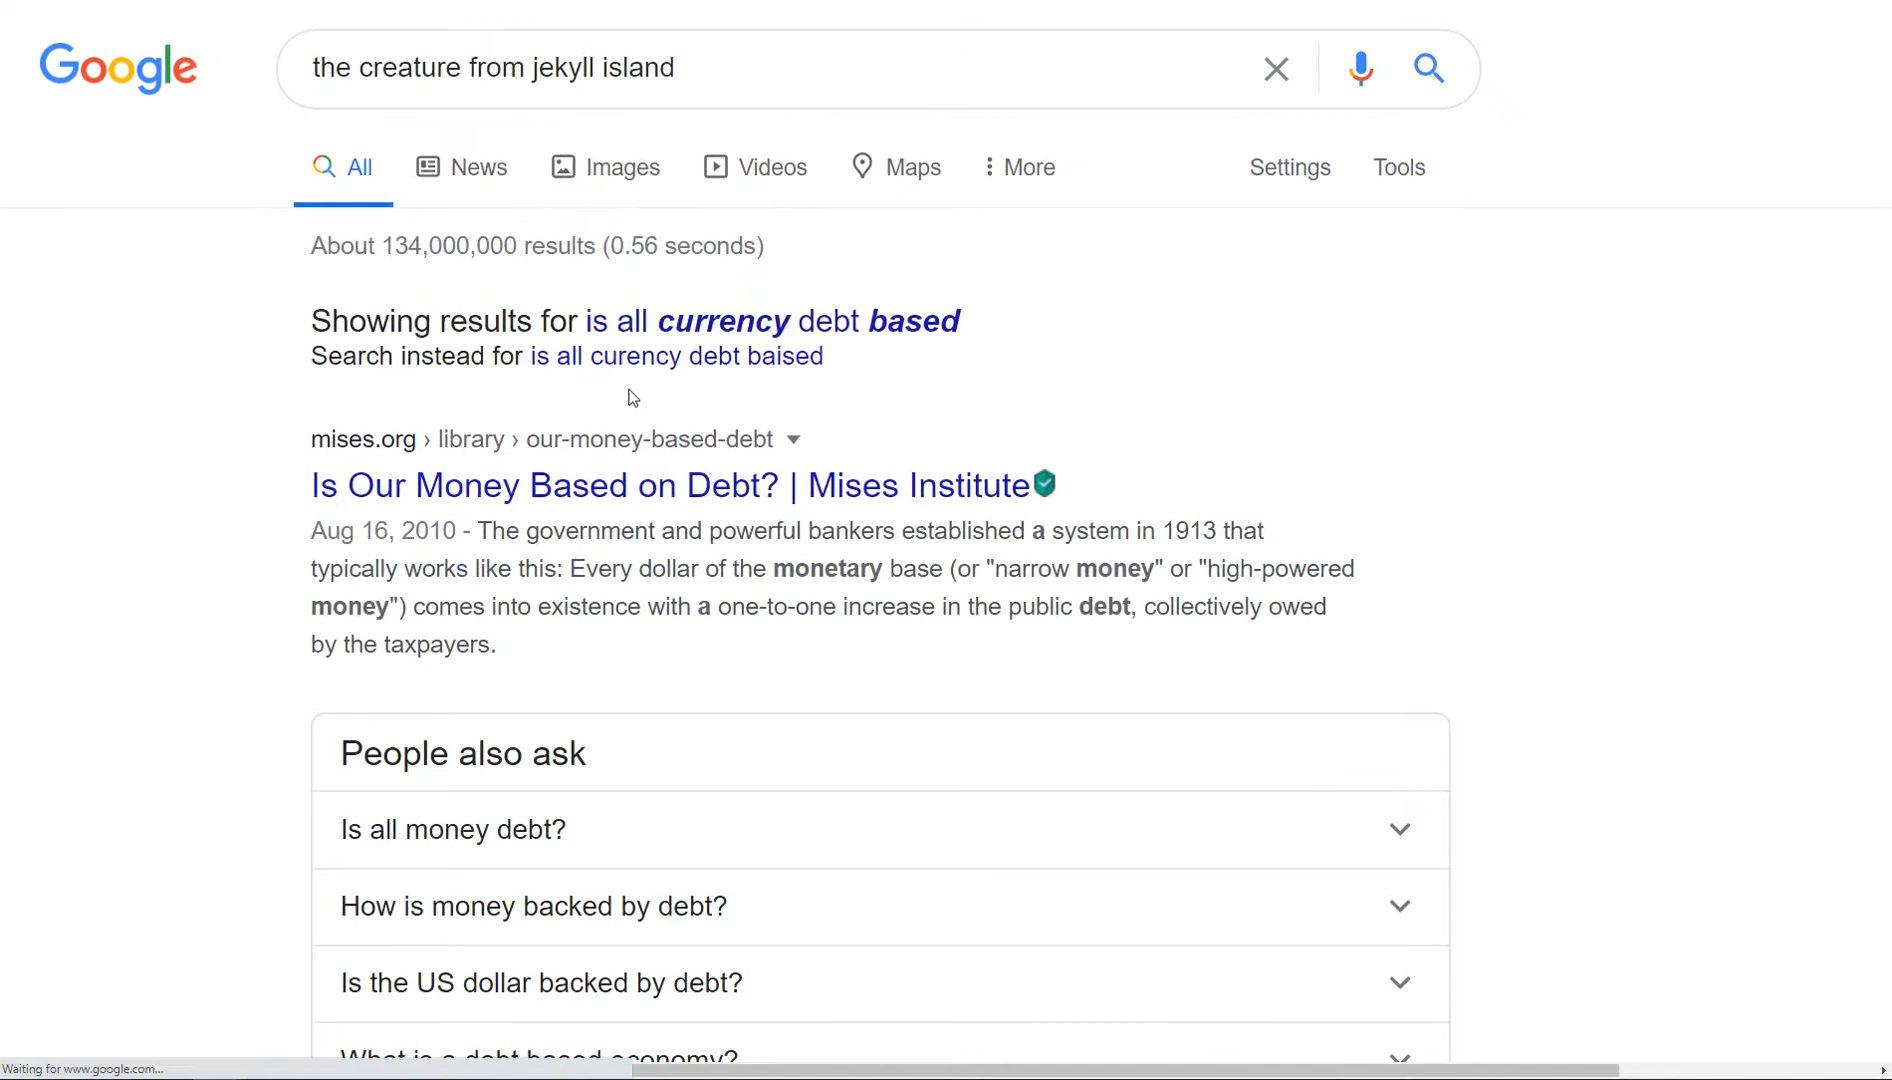 Google
the creature from jekyll island
All News Images Videos Maps More Settings Tools
About 134,000,000 results (0.56 seconds)
Showing results for is all currency debt based
Search instead for is all curency debt baised
mises.org › library › our-money-based-debt
Is Our Money Based on Debt? | Mises Institute
Aug 16, 2010 - The government and powerful bankers established a system in 1913 that
typically works like this: Every dollar of the monetary base (or "narrow money" or "high-powered
money") comes into existence with a one-to-one increase in the public debt, collectively owed
by the taxpayers.
People also ask
Is all money debt?
How is money backed by debt?
Is the US dollar backed by debt?
What is a debt based economy?
Waiting for www.google.com...